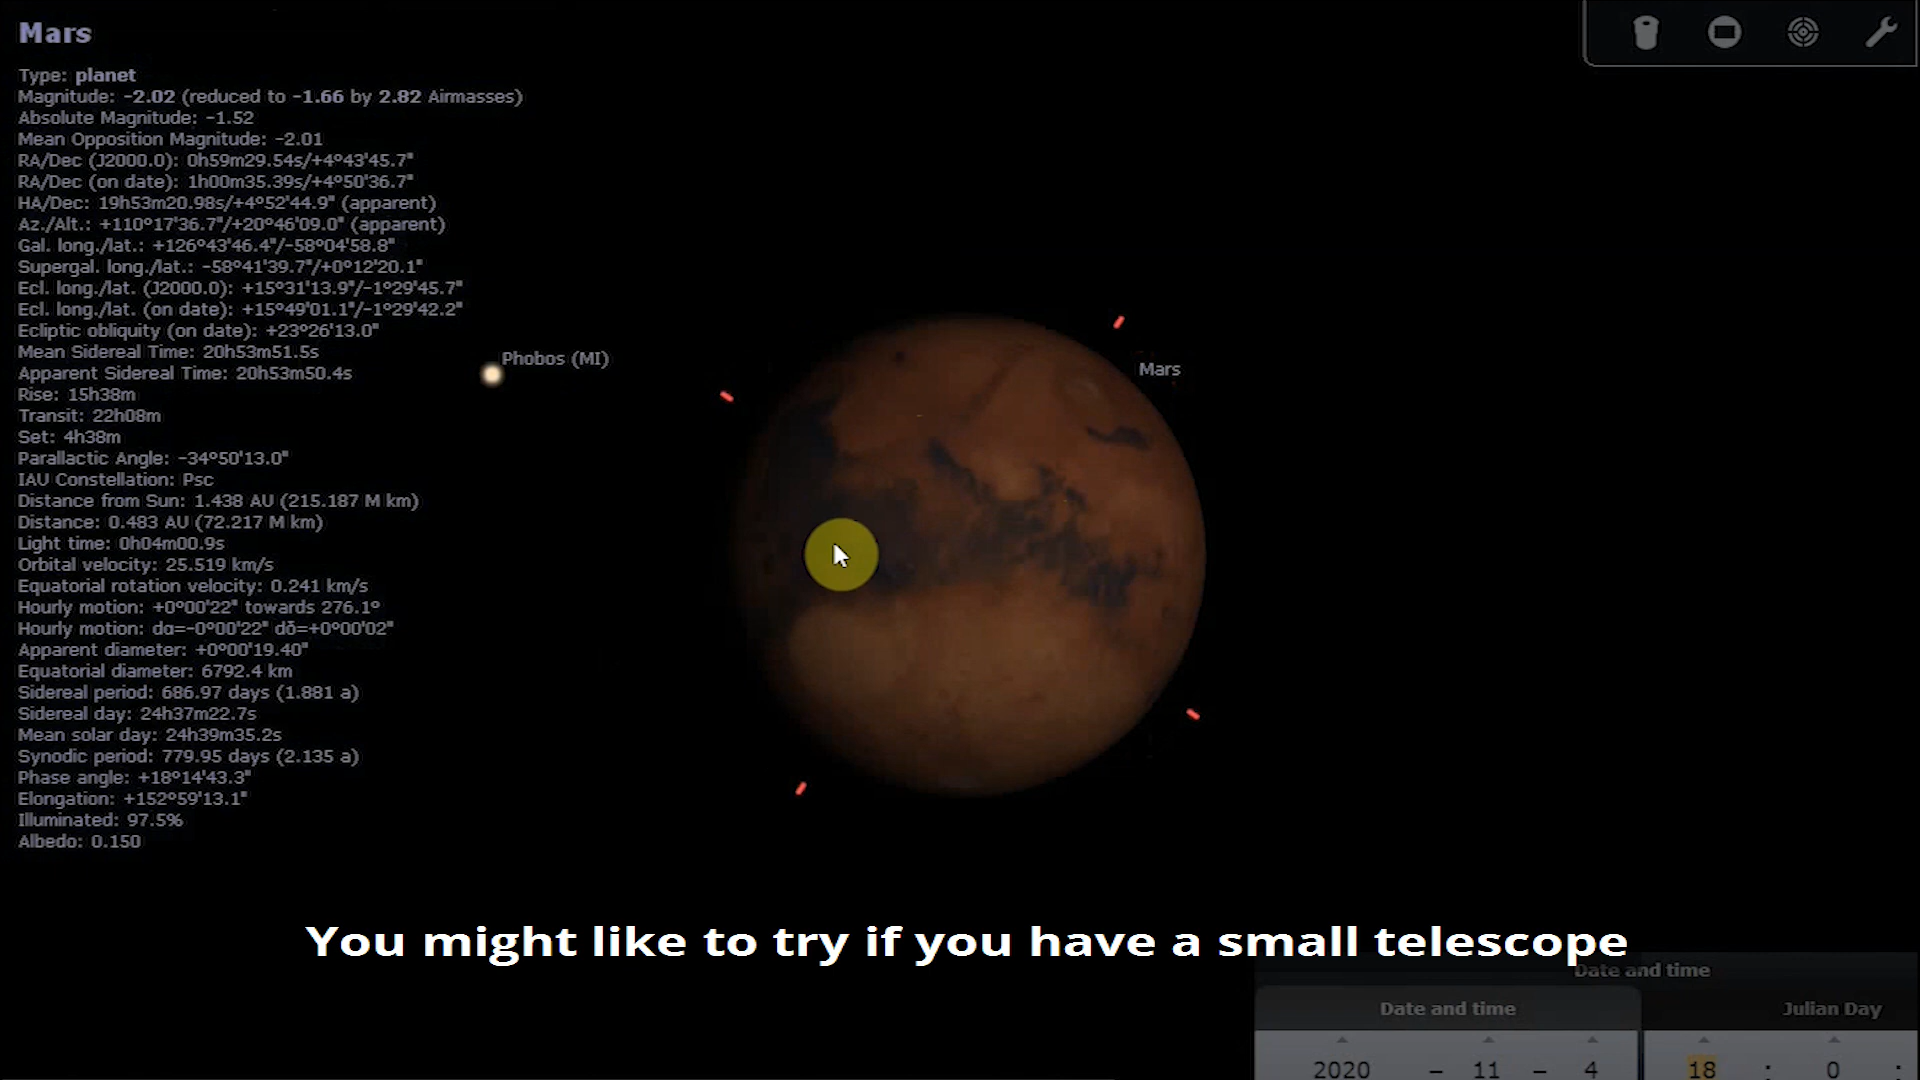 Mars
Type: planet
Magnitude: -2.02 (reduced to -1.66 by 2.82 Airmasses)
Absolute Magnitude: -1.52
Mean Opposition Magnitude: -2.01
RA/Dec (J2000.0): 0h59m29.54s/+4°43'45.7"
RA/Dec (on date): 1h00m35.39s/+4°50'36.7"
HA/Dec: 19h53m20.98s/+4°52'44.9" (apparent)
Az./Alt.: +110°17'36.7"/+20°46'09.0" (apparent)
Gal. long./lat.: +126°43'46.4"/-58°04'58.8"
Supergal. long./lat.: -58°41'39.7"/+0°12'20.1"
Ecl. long./lat. (J2000.0): +15°31'13.9"/-1°29'45.7"
Ecl. long./lat. (on date): +15°49'01.1"/-1°29'42.2"
Ecliptic obliquity (on date): +23°26'13.0"
Mean Sidereal Time: 20h53m51.5s
Apparent Sidereal Time: 20h53m50.4s
Rise: 15h38m
Transit: 22h08m
Set: 4h38m
Parallactic Angle: -34°50'13.0"
IAU Constellation: Psc
Distance from Sun: 1.438 AU (215.187 M km)
Distance: 0.483 AU (72.217 M km)
Light time: 0h04m00.9s
Orbital velocity: 25.519 km/s
Equatorial rotation velocity: 0.241 km/s
Hourly motion: +0°00'22" towards 276.1°
Hourly motion: dα=-0°00'22" dδ=+0°00'02"
Apparent diameter: +0°00'19.40"
Equatorial diameter: 6792.4 km
Sidereal period: 686.97 days (1.881 a)
Sidereal day: 24h37m22.7s
Mean solar day: 24h39m35.2s
Synodic period: 779.95 days (2.135 a)
Phase angle: +18°14'43.3"
Elongation: +152°59'13.1"
Illuminated: 97.5%
Albedo: 0.150
Phobos (MI)
Mars
You might like to try if you have a small telescope
Date and time
Date and time Julian Day
2020 - 11 - 4 18 : 0 :